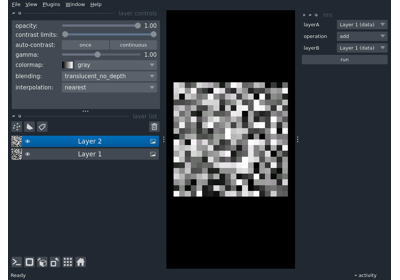 File View Plugins Window Help
layer controls
opacity: 1.00
contrast limits:
auto-contrast: once continuous
gamma: 1.00
colormap: gray
blending: translucent_no_depth
interpolation: nearest
layer list
Layer 2
Layer 1
layerA Layer 1 (data)
operation add
layerB Layer 1 (data)
run
activity